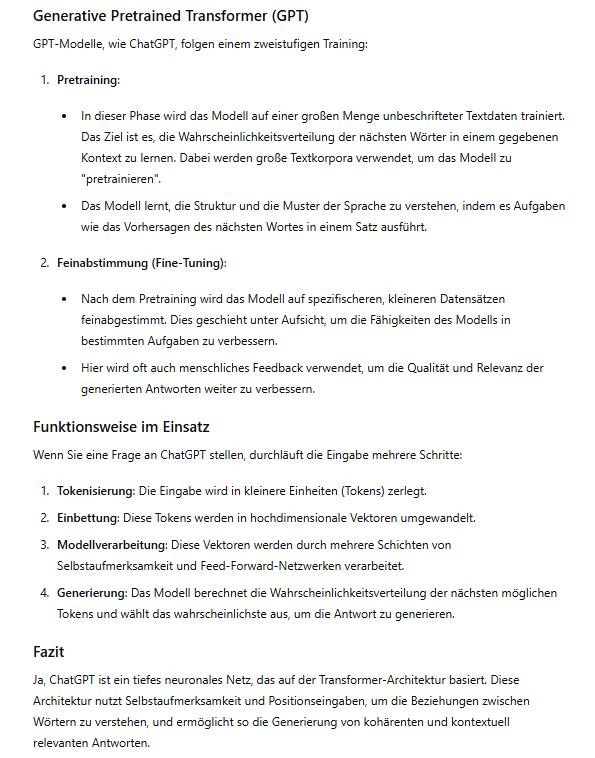 Generative Pretrained Transformer (GPT)
GPT-Modelle, wie ChatGPT, folgen einem zweistufigen Training:
1. Pretraining:
• In dieser Phase wird das Modell auf einer großen Menge unbeschrifteter Textdaten trainiert.
Das Ziel ist es, die Wahrscheinlichkeitsverteilung der nächsten Wörter in einem gegebenen
Kontext zu lernen. Dabei werden große Textkorpora verwendet, um das Modell zu
"pretrainieren".
• Das Modell lernt, die Struktur und die Muster der Sprache zu verstehen, indem es Aufgaben
wie das Vorhersagen des nächsten Wortes in einem Satz ausführt.
2. Feinabstimmung (Fine-Tuning):
• Nach dem Pretraining wird das Modell auf spezifischeren, kleineren Datensätzen
feinabgestimmt. Dies geschieht unter Aufsicht, um die Fähigkeiten des Modells in
bestimmten Aufgaben zu verbessern.
• Hier wird oft auch menschliches Feedback verwendet, um die Qualität und Relevanz der
generierten Antworten weiter zu verbessern.
Funktionsweise im Einsatz
Wenn Sie eine Frage an ChatGPT stellen, durchläuft die Eingabe mehrere Schritte:
1. Tokenisierung: Die Eingabe wird in kleinere Einheiten (Tokens) zerlegt.
2. Einbettung: Diese Tokens werden in hochdimensionale Vektoren umgewandelt.
3. Modellverarbeitung: Diese Vektoren werden durch mehrere Schichten von
Selbstaufmerksamkeit und Feed-Forward-Netzwerken verarbeitet.
4. Generierung: Das Modell berechnet die Wahrscheinlichkeitsverteilung der nächsten möglichen
Tokens und wählt das wahrscheinlichste aus, um die Antwort zu generieren.
Fazit
Ja, ChatGPT ist ein tiefes neuronales Netz, das auf der Transformer-Architektur basiert. Diese
Architektur nutzt Selbstaufmerksamkeit und Positionseingaben, um die Beziehungen zwischen
Wörtern zu verstehen, und ermöglicht so die Generierung von kohärenten und kontextuell
relevanten Antworten.